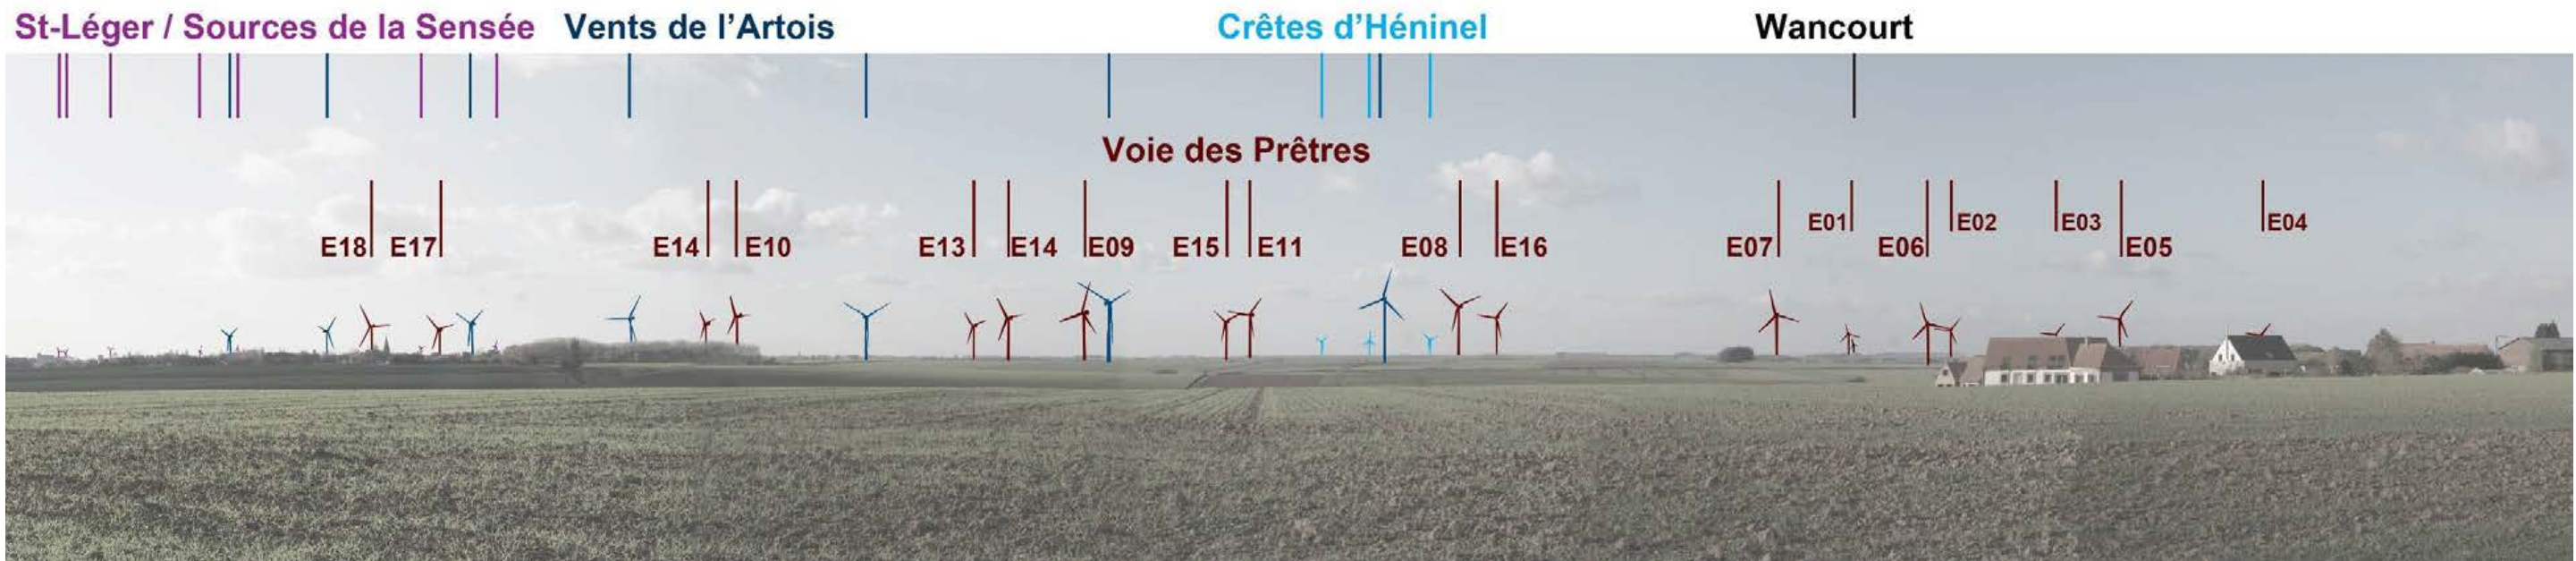 St-Léger / Sources de la Sensée Vents de l'Artois Crêtes d'Héninel Wancourt
Voie des Prêtres
E01 E02 E03 E04
E18 E17 E14 E10 E13 E14 E09 E15 E11 E08 E16 E07 E06 E05